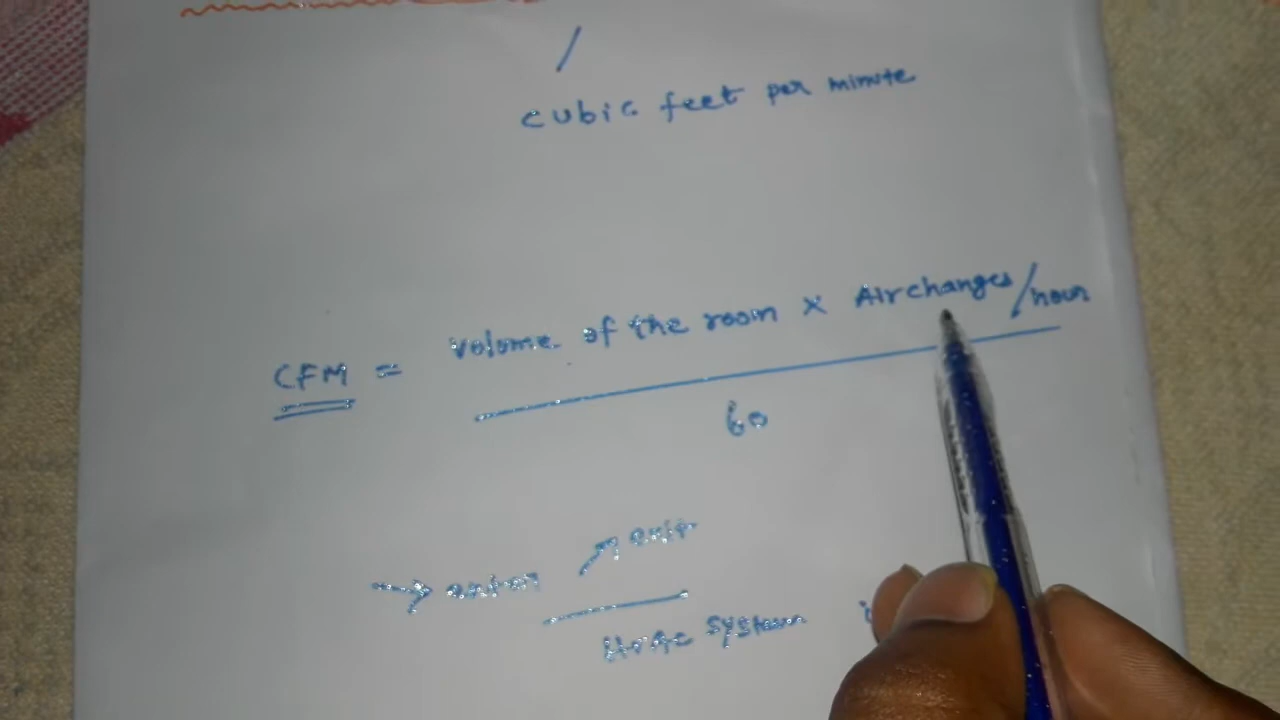 /
cubic feet per minute
CFM = volume of the room x Airchanges/hour
60
→ enter ↗ exit
HVAC system